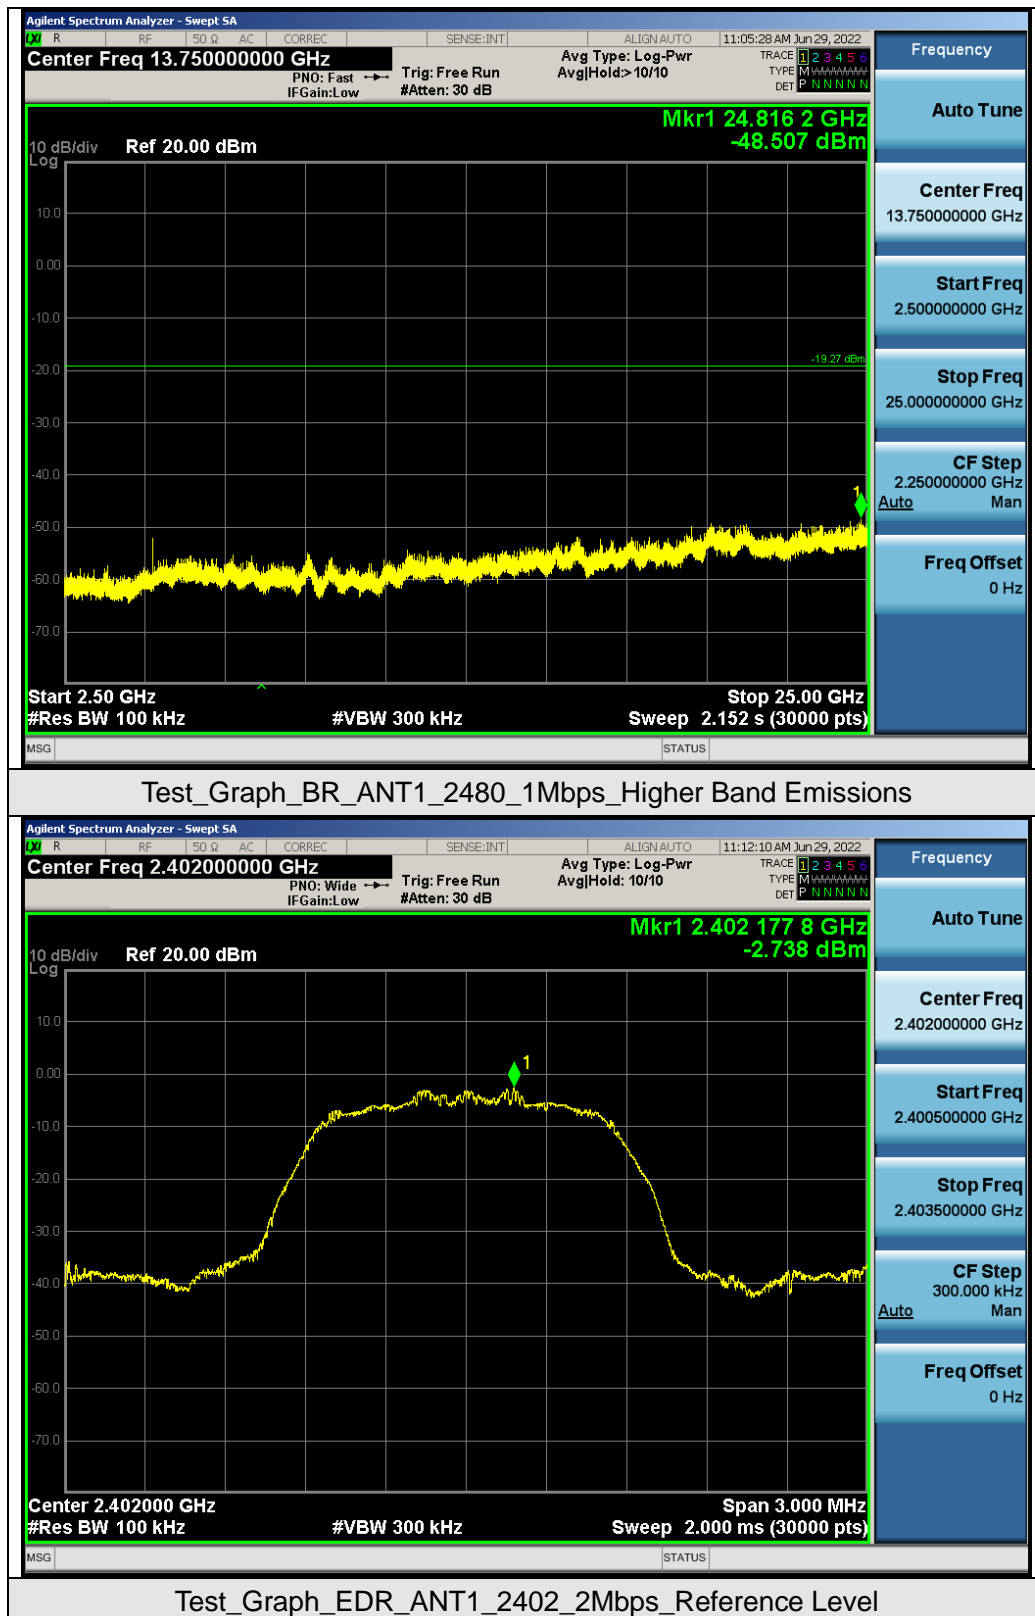 Agilent Spectrum Analyzer - Swept SA
LXI R RF 50 Ω AC CORREC SENSE:INT ALIGN AUTO 11:05:28 AM Jun 29, 2022
Center Freq 13.750000000 GHz
PNO: Fast
IFGain:Low
Trig: Free Run
#Atten: 30 dB
Avg Type: Log-Pwr
Avg|Hold:>10/10
TRACE 1 2 3 4 5 6
TYPE M WWWWW
DET P N N N N N
Mkr1 24.816 2 GHz
-48.507 dBm
10 dB/div Ref 20.00 dBm
Log
10.0
0.00
-10.0
-19.27 dBm
-20.0
-30.0
-40.0
1
-50.0
-60.0
-70.0
Start 2.50 GHz Stop 25.00 GHz
#Res BW 100 kHz #VBW 300 kHz Sweep 2.152 s (30000 pts)
MSG STATUS
Frequency
Auto Tune
Center Freq
13.750000000 GHz
Start Freq
2.500000000 GHz
Stop Freq
25.000000000 GHz
CF Step
2.250000000 GHz
Auto Man
Freq Offset
0 Hz
Test_Graph_BR_ANT1_2480_1Mbps_Higher Band Emissions
Agilent Spectrum Analyzer - Swept SA
LXI R RF 50 Ω AC CORREC SENSE:INT ALIGN AUTO 11:12:10 AM Jun 29, 2022
Center Freq 2.402000000 GHz
PNO: Wide
IFGain:Low
Trig: Free Run
#Atten: 30 dB
Avg Type: Log-Pwr
Avg|Hold: 10/10
TRACE 1 2 3 4 5 6
TYPE M WWWWW
DET P N N N N N
Mkr1 2.402 177 8 GHz
-2.738 dBm
10 dB/div Ref 20.00 dBm
Log
10.0
1
0.00
-10.0
-20.0
-30.0
-40.0
-50.0
-60.0
-70.0
Center 2.402000 GHz Span 3.000 MHz
#Res BW 100 kHz #VBW 300 kHz Sweep 2.000 ms (30000 pts)
MSG STATUS
Frequency
Auto Tune
Center Freq
2.402000000 GHz
Start Freq
2.400500000 GHz
Stop Freq
2.403500000 GHz
CF Step
300.000 kHz
Auto Man
Freq Offset
0 Hz
Test_Graph_EDR_ANT1_2402_2Mbps_Reference Level